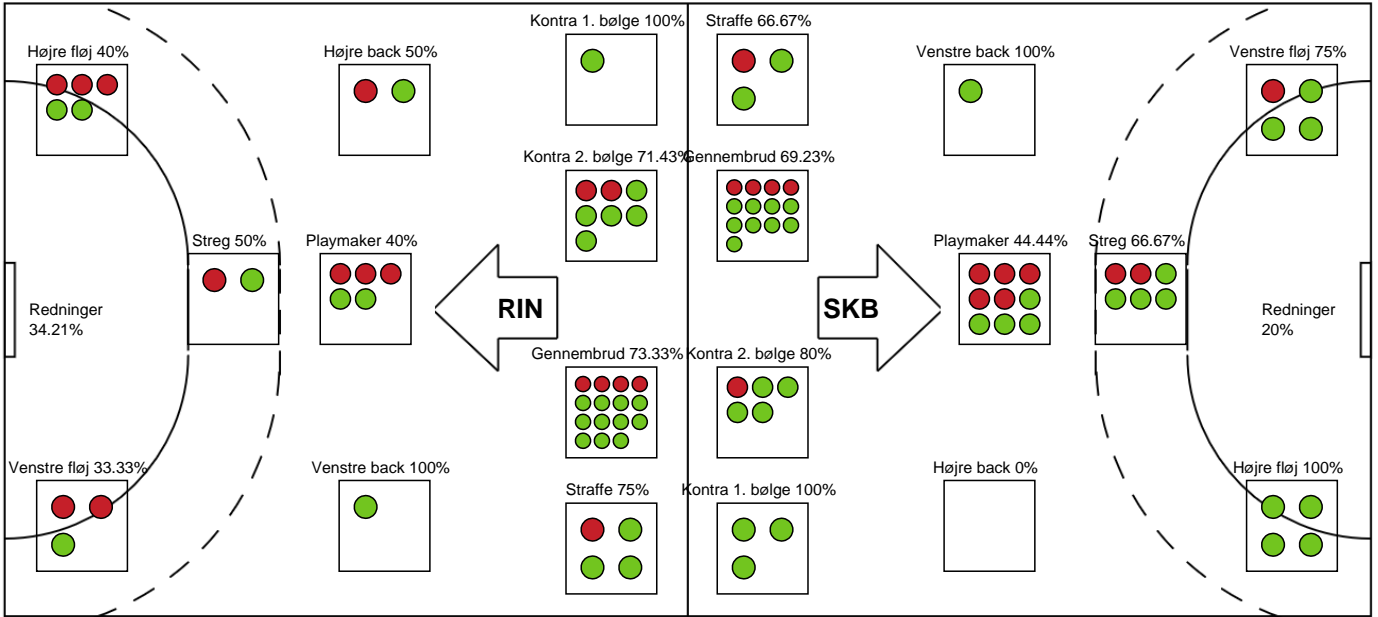 Kontra 1. bølge 100%
Straffe 66.67%
Højre fløj 40%
Højre back 50%
Venstre back 100%
Venstre fløj 75%
Kontra 2. bølge 71.43%
Gennembrud 69.23%
Streg 50%
Playmaker 40%
Playmaker 44.44%
Streg 66.67%
RIN
SKB
Redninger
34.21%
Redninger
20%
Gennembrud 73.33%
Kontra 2. bølge 80%
Venstre fløj 33.33%
Venstre back 100%
Højre back 0%
Højre fløj 100%
Straffe 75%
Kontra 1. bølge 100%